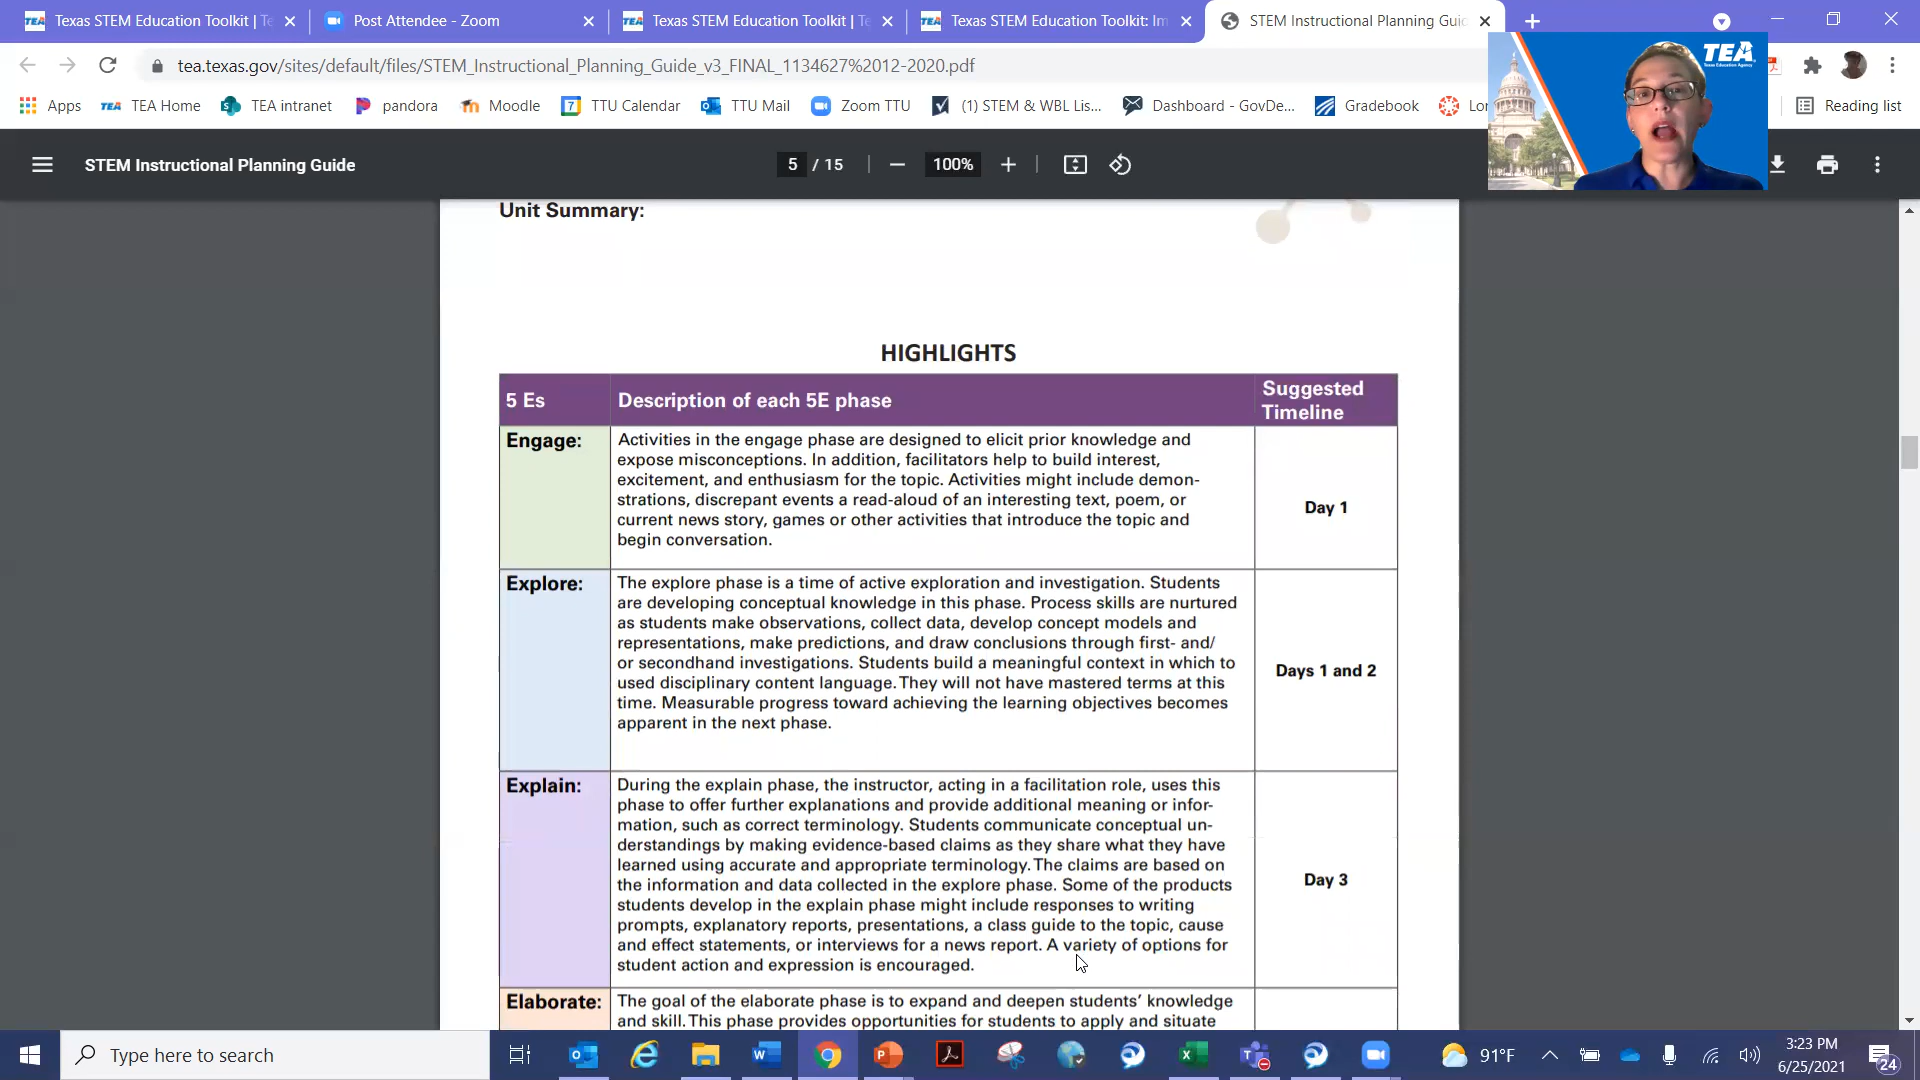 Texas STEM Education Toolkit | Te
Post Attendee - Zoom
Texas STEM Education Toolkit | Te
Texas STEM Education Toolkit: Im
STEM Instructional Planning Guid
tea.texas.gov/sites/default/files/STEM_Instructional_Planning_Guide_v3_FINAL_1134627%2012-2020.pdf
TEA
Texas Education Agency
Apps
TEA Home
TEA intranet
pandora
Moodle
TTU Calendar
TTU Mail
Zoom TTU
(1) STEM & WBL Lis...
Dashboard - GovDe...
Gradebook
Lor
Reading list
STEM Instructional Planning Guide
5 / 15
100%
Unit Summary:
HIGHLIGHTS
5 Es
Description of each 5E phase
Suggested
Timeline
Engage:
Activities in the engage phase are designed to elicit prior knowledge and
expose misconceptions. In addition, facilitators help to build interest,
excitement, and enthusiasm for the topic. Activities might include demon-
strations, discrepant events a read-aloud of an interesting text, poem, or
current news story, games or other activities that introduce the topic and
begin conversation.
Day 1
Explore:
The explore phase is a time of active exploration and investigation. Students
are developing conceptual knowledge in this phase. Process skills are nurtured
as students make observations, collect data, develop concept models and
representations, make predictions, and draw conclusions through first- and/
or secondhand investigations. Students build a meaningful context in which to
used disciplinary content language. They will not have mastered terms at this
time. Measurable progress toward achieving the learning objectives becomes
apparent in the next phase.
Days 1 and 2
Explain:
During the explain phase, the instructor, acting in a facilitation role, uses this
phase to offer further explanations and provide additional meaning or infor-
mation, such as correct terminology. Students communicate conceptual un-
derstandings by making evidence-based claims as they share what they have
learned using accurate and appropriate terminology. The claims are based on
the information and data collected in the explore phase. Some of the products
students develop in the explain phase might include responses to writing
prompts, explanatory reports, presentations, a class guide to the topic, cause
and effect statements, or interviews for a news report. A variety of options for
student action and expression is encouraged.
Day 3
Elaborate:
The goal of the elaborate phase is to expand and deepen students' knowledge
and skill. This phase provides opportunities for students to apply and situate
Type here to search
91°F
3:23 PM
6/25/2021
24